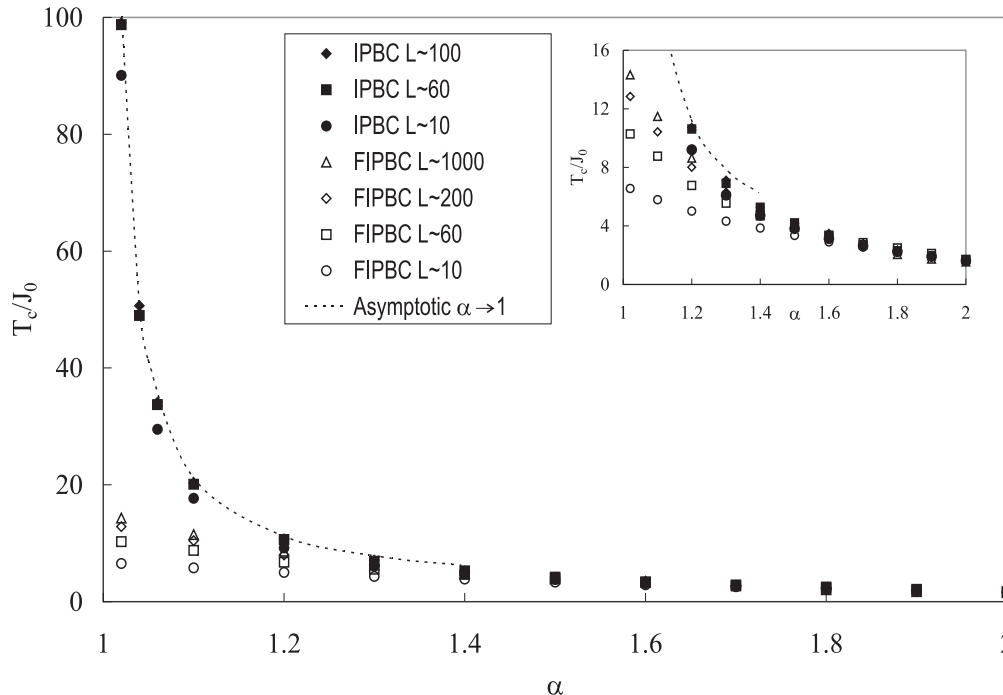 100
80
60
40
20
0
T_c/J_0
1
1.2
1.4
1.6
1.8
2
α
IPBC L~100
IPBC L~60
IPBC L~10
FIPBC L~1000
FIPBC L~200
FIPBC L~60
FIPBC L~10
Asymptotic α→1
16
12
8
4
0
T_c/J_0
1
1.2
1.4
α
1.6
1.8
2